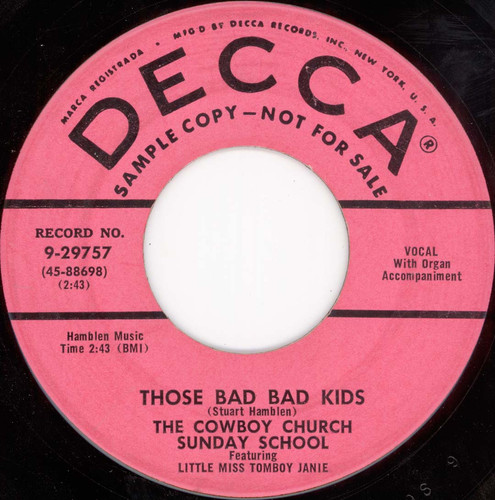 MARCA REGISTRADA • MFG'D BY DECCA RECORDS, INC., NEW YORK, U. S. A.
DECCA®
SAMPLE COPY — NOT FOR SALE
RECORD NO.
9-29757
(45-88698)
(2:43)
VOCAL
With Organ
Accompaniment
Hamblen Music
Time 2:43 (BMI)
THOSE BAD BAD KIDS
(Stuart Hamblen)
THE COWBOY CHURCH
SUNDAY SCHOOL
Featuring
LITTLE MISS TOMBOY JANIE